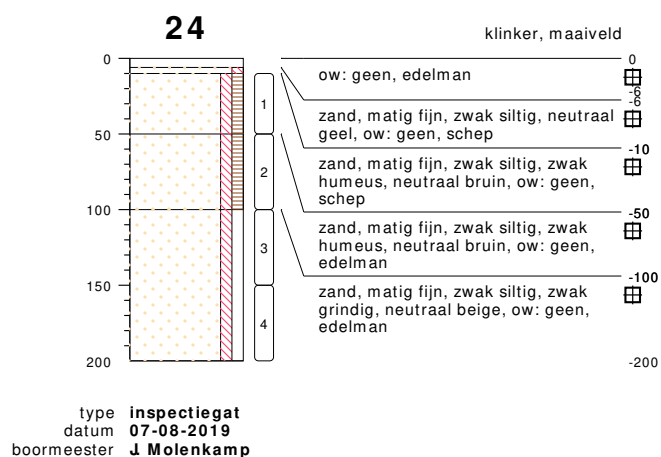 24
klinker, maaiveld
0
50
100
150
200
1
2
3
4
0
ow: geen, edelman
-6
-6
zand, matig fijn, zwak siltig, neutraal
geel, ow: geen, schep
-10
zand, matig fijn, zwak siltig, zwak
humeus, neutraal bruin, ow: geen,
schep
-50
zand, matig fijn, zwak siltig, zwak
humeus, neutraal bruin, ow: geen,
edelman
-100
zand, matig fijn, zwak siltig, zwak
grindig, neutraal beige, ow: geen,
edelman
-200
type inspectiegat
datum 07-08-2019
boormeester J. Molenkamp